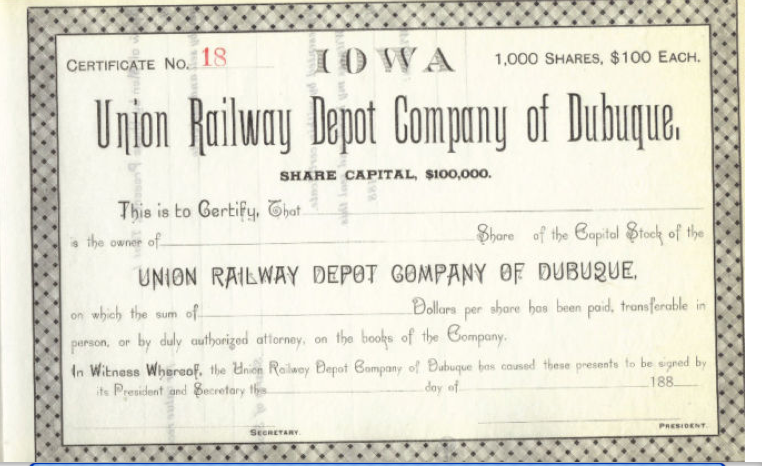 CERTIFICATE NO. 18 IOWA 1,000 SHARES, $100 EACH.
Union Railway Depot Company of Dubuque.
SHARE CAPITAL, $100,000.
This is to Certify, That
is the owner of Share of the Capital Stock of the
UNION RAILWAY DEPOT COMPANY OF DUBUQUE,
on which the sum of Dollars per share has been paid, transferable in
person, or by duly authorized attorney, on the books of the Company.
In Witness Whereof, the Union Railway Depot Company of Dubuque has caused these presents to be signed by
its President and Secretary this day of 188
SECRETARY. PRESIDENT.